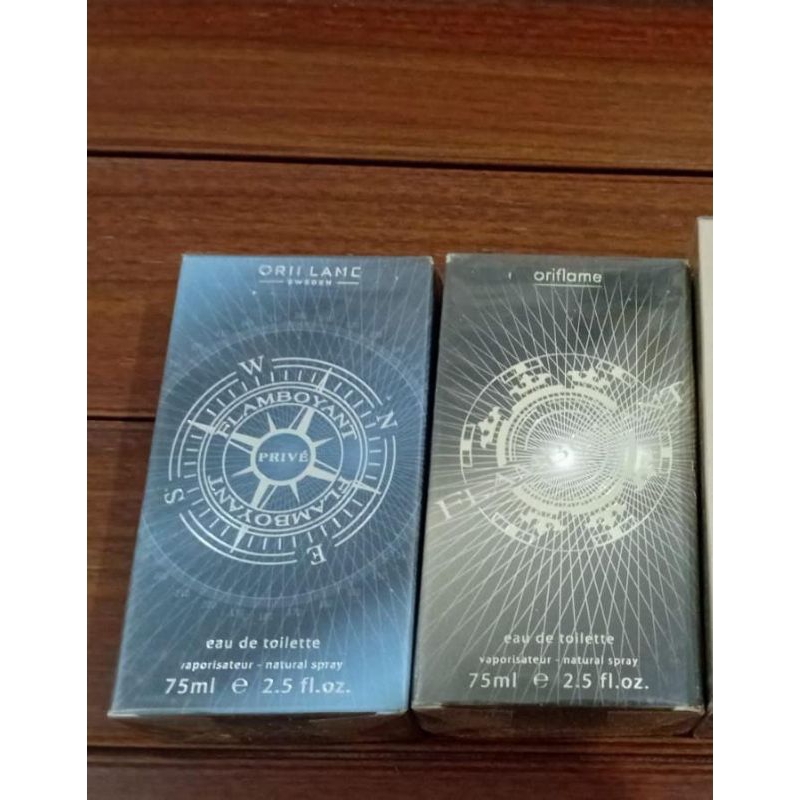 ORIFLAME
SWEDEN
W
N
S
E
FLAMBOYANT
PRIVÉ
FLAMBOYANT
eau de toilette
vaporisateur - natural spray
75ml e 2.5 fl.oz.
oriflame
eau de toilette
vaporisateur - natural spray
75ml e 2.5 fl.oz.